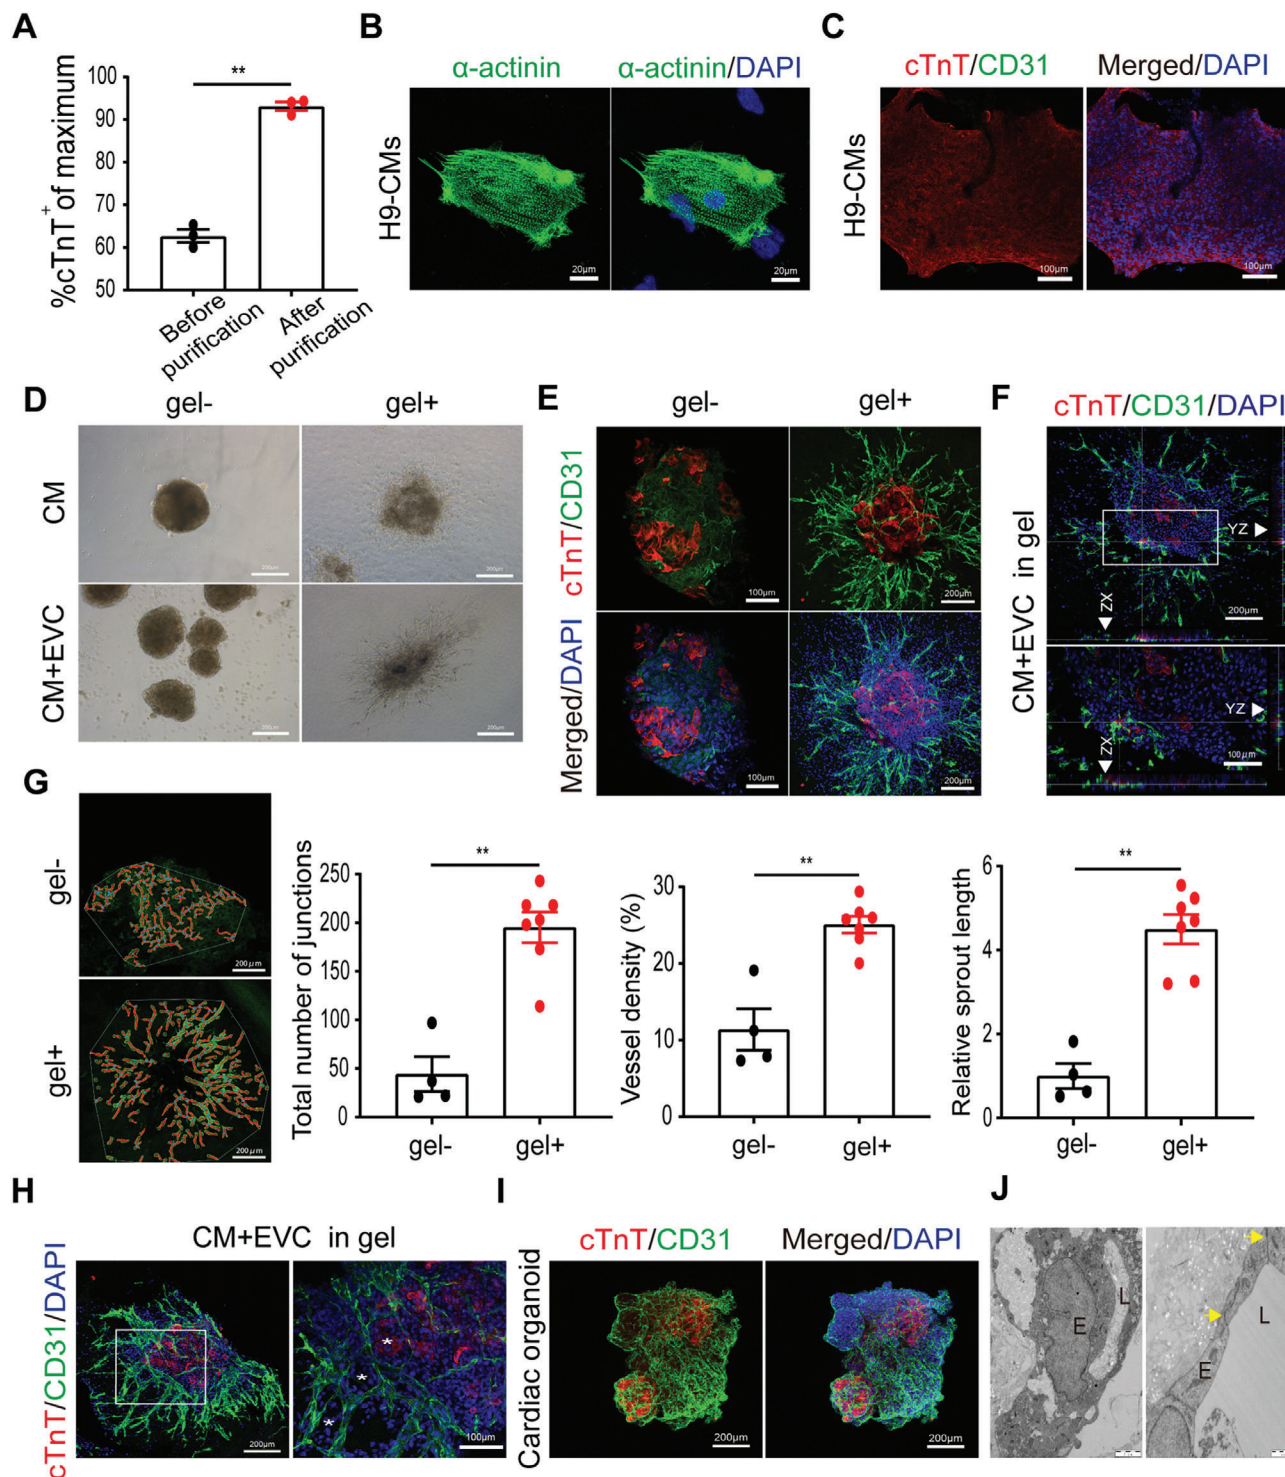 A
%cTnT+ of maximum
100
90
80
70
60
50
**
Before purification
After purification
B
α-actinin
α-actinin/DAPI
H9-CMs
20μm
20μm
C
cTnT/CD31
Merged/DAPI
H9-CMs
100μm
100μm
D
gel-
gel+
CM
CM+EVC
200μm
200μm
200μm
200μm
E
gel-
gel+
cTnT/CD31
Merged/DAPI
100μm
200μm
100μm
200μm
F
cTnT/CD31/DAPI
CM+EVC in gel
YZ
ZX
200μm
YZ
ZX
100μm
G
gel-
gel+
200μm
200μm
Total number of junctions
250
200
150
100
50
0
**
gel-
gel+
Vessel density (%)
30
20
10
0
**
gel-
gel+
Relative sprout length
6
4
2
0
**
gel-
gel+
H
CM+EVC in gel
cTnT/CD31/DAPI
200μm
*
*
*
100μm
I
cTnT/CD31
Merged/DAPI
Cardiac organoid
200μm
200μm
J
E
L
E
L